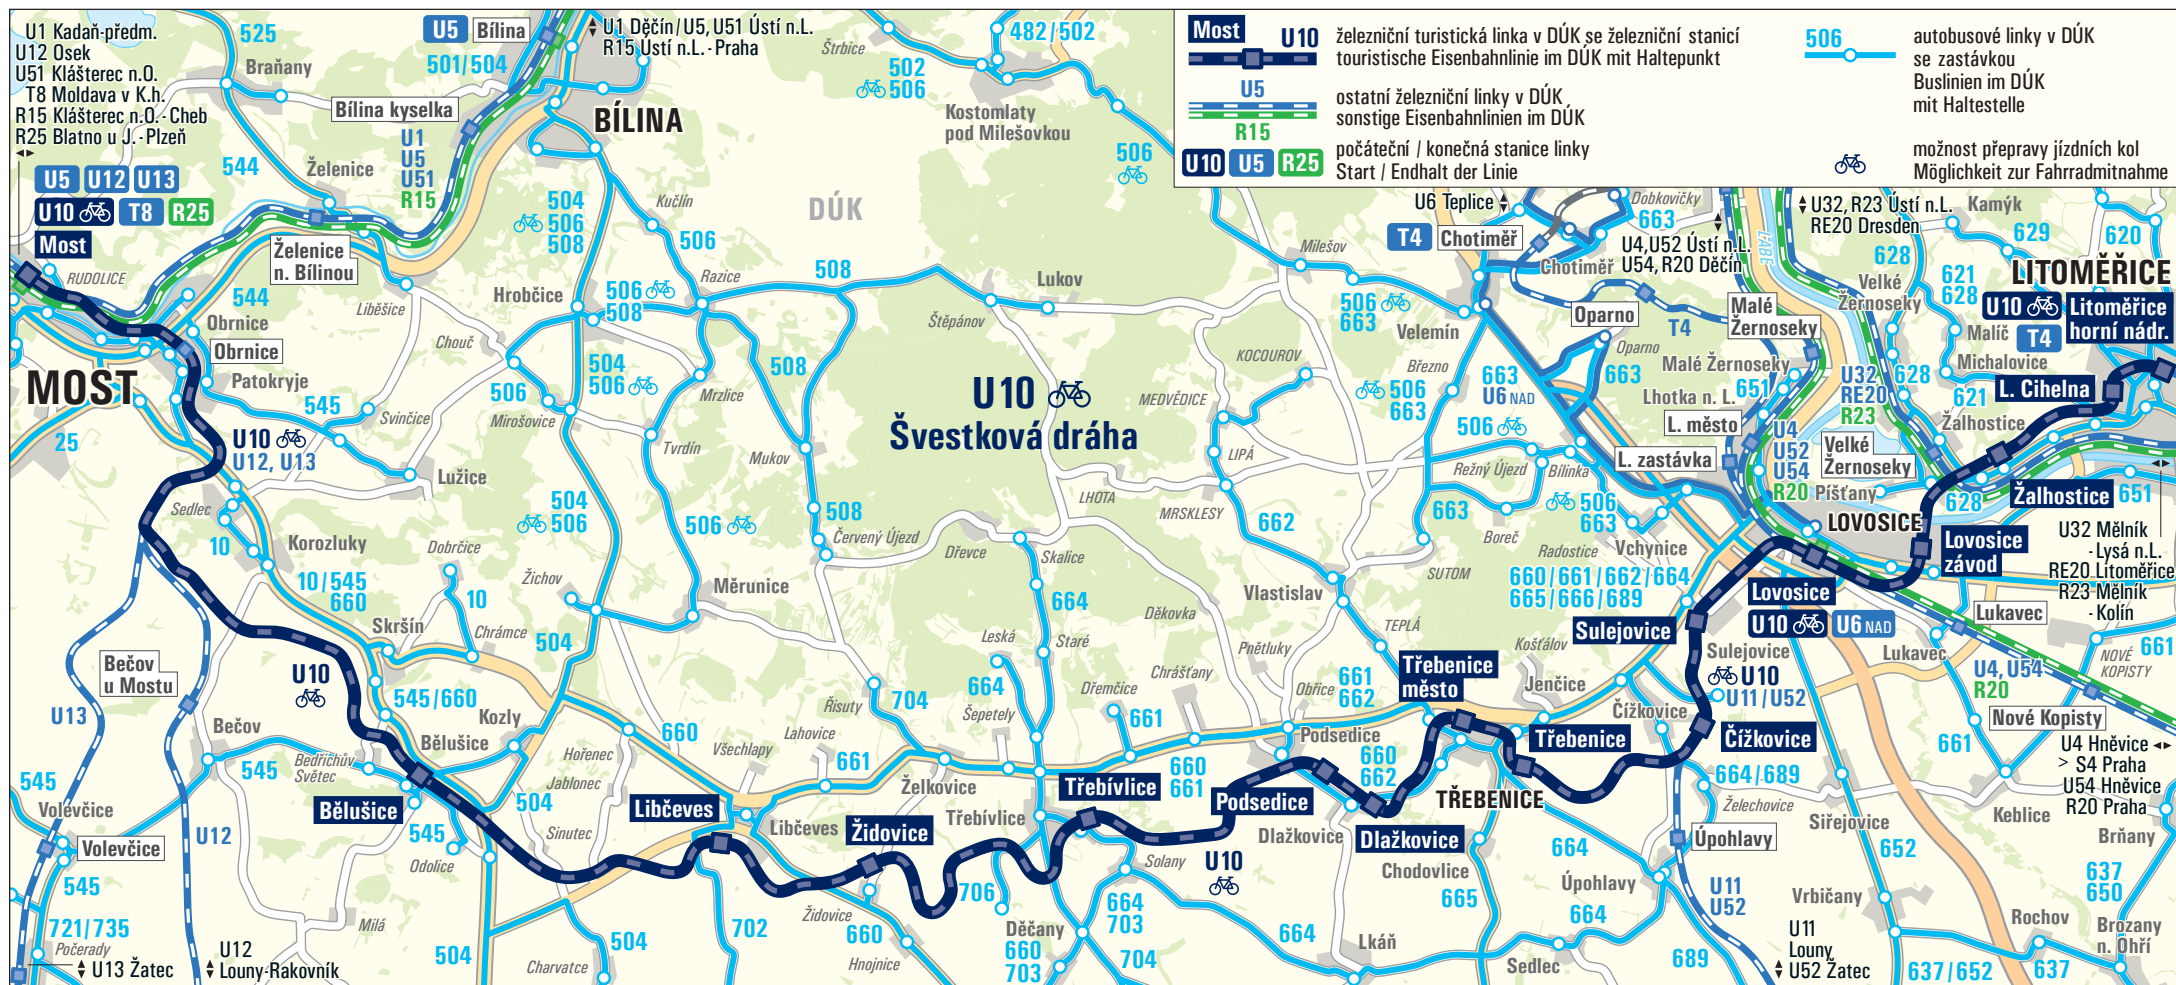 U1 Kadaň-předm.
U12 Osek
U51 Klášterec n.O.
T8 Moldava v K.h.
R15 Klášterec n.O.-Cheb
R25 Blatno u J.-Plzeň
U5 U12 U13
U10 T8 R25
Most
RUDOLICE
525
Braňany
544
Želenice
U5 Bílina
501/504
Bílina kyselka
U1
U5
U51
R15
U1 Děčín/U5, U51 Ústí n.L.
R15 Ústí n.L.-Praha
BÍLINA
Štrbice
482/502
502
506
Kostomlaty
pod Milešovkou
506
DÚK
Most U10
železniční turistická linka v DÚK se železniční stanicí
touristische Eisenbahnlinie im DÚK mit Haltepunkt
U5
R15
ostatní železniční linky v DÚK
sonstige Eisenbahnlinien im DÚK
U10 U5 R25
počáteční / konečná stanice linky
Start / Endhalt der Linie
506
autobusové linky v DÚK
se zastávkou
Buslinien im DÚK
mit Haltestelle
možnost přepravy jízdních kol
Möglichkeit zur Fahrradmitnahme
Želenice
n. Bílinou
Liběšice
544
Obrnice
Obrnice
Patokryje
MOST
25
545
Svinčice
U10
U12, U13
Lužice
Chouč
Hrobčice
504
506
508
Kučlín
506
Razice
506
508
508
Lukov
Štěpánov
504
506
506
Mirošovice
Mrzlice
508
Tvrdín
Mukov
504
506
506
508
Červený Újezd
U10
Švestková dráha
Milešov
506
663
Velemín
KOCOUROV
MEDVĚDICE
LIPÁ
LHOTA
MRSKLESY
Březno
506
663
506
Režný Újezd
Bílinka
663
Boreč
SUTOM
506
663
Radostice
Vchynice
U6 Teplice
T4 Chotiměř
Chotiměř
Dobkovičky
663
U4, U52 Ústí n.L.
U54, R20 Děčín
LABE
Oparno
Oparno
T4
663
663
U6 NAD
Malé
Žernoseky
Malé Žernoseky
651
Lhotka n. L.
L. město
L. zastávka
U4
U52
U54
R20
U32, R23 Ústí n.L.
RE20 Dresden
Kamýk
628
629
620
Velké
Žernoseky
621
628
Malíč
Michalovice
LITOMĚŘICE
U10 Litoměřice
horní nádr.
T4
L. Cihelna
U32
RE20
R23
628
621
Žalhostice
Velké
Žernoseky
Píšťany
628
Žalhostice
651
LOVOSICE
Lovosice
závod
U32 Mělník
-Lysá n.L.
RE20 Litoměřice
R23 Mělník
-Kolín
Sedlec
10
Korozluky
10/545
660
Dobrčice
10
Skršín
Chrámce
Žichov
504
Měrunice
Dřevce
Skalice
664
Staré
Leská
664
Šepetely
Děkovka
Vlastislav
662
TEPLÁ
Pnětluky
Chrášťany
Obřice
661
662
Dřemčice
661
660/661/662/664
665/666/689
Sulejovice
Košťálov
Jenčice
Třebenice
město
Lovosice
U10 U6 NAD
Sulejovice
U10
U11/U52
Čížkovice
Čížkovice
Lukavec
Lukavec
661
NOVÉ
KOPISTY
U4, U54
R20
Nové Kopisty
661
U4 Hněvice
> S4 Praha
U54 Hněvice
R20 Praha
Bečov
u Mostu
U13
U12
U10
Bečov
545
545/660
Kozly
Bělušice
Bedřichův
Světec
Bělušice
545
Volevčice
Volevčice
545
721/735
Počerady
U13 Žatec
U12
Louny-Rakovník
Milá
545
Odolice
504
Hořenec
Jablonec
Sinutec
504
504
Charvatce
660
Všechlapy
Lahovice
Řisuty
704
661
Želkovice
Libčeves
Libčeves
702
Židovice
Židovice
660
Hnojnice
Třebívlice
Třebívlice
706
Děčany
660
703
Solany
664
703
704
660
661
Podsedice
Podsedice
Dlažkovice
U10
Dlažkovice
660
662
Třebenice
TŘEBENICE
Chodovlice
665
664
Lkáň
664
Úpohlavy
664
Sedlec
689
664/689
Želechovice
Úpohlavy
U11
U52
U11
Louny
U52 Žatec
Siřejovice
652
Vrbičany
637/652
637
Rochov
Keblice
Brňany
637
650
Brozany
n. Ohří